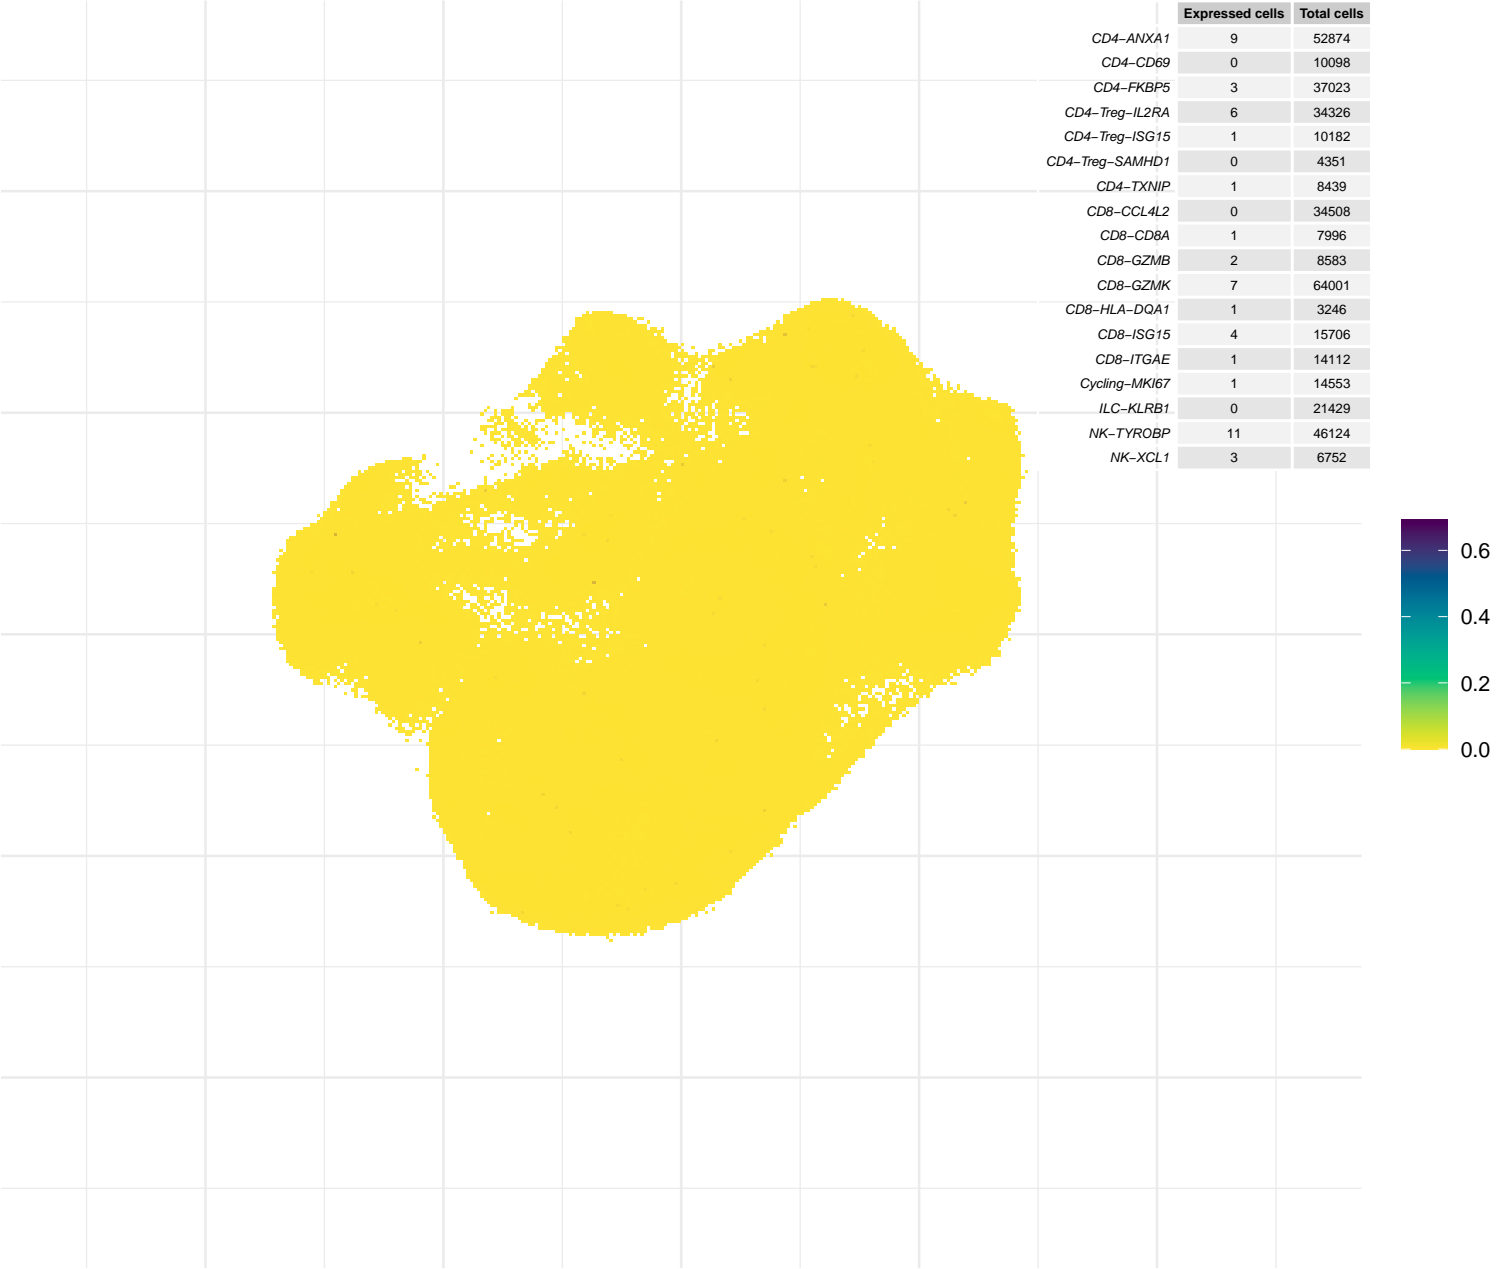 Expressed cells Total cells
CD4−ANXA1 9 52874
CD4−CD69 0 10098
CD4−FKBP5 3 37023
CD4−Treg−IL2RA 6 34326
CD4−Treg−ISG15 1 10182
CD4−Treg−SAMHD1 0 4351
CD4−TXNIP 1 8439
CD8−CCL4L2 0 34508
CD8−CD8A 1 7996
CD8−GZMB 2 8583
CD8−GZMK 7 64001
CD8−HLA−DQA1 1 3246
CD8−ISG15 4 15706
CD8−ITGAE 1 14112
Cycling−MKI67 1 14553
ILC−KLRB1 0 21429
NK−TYROBP 11 46124
NK−XCL1 3 6752
0.6
0.4
0.2
0.0